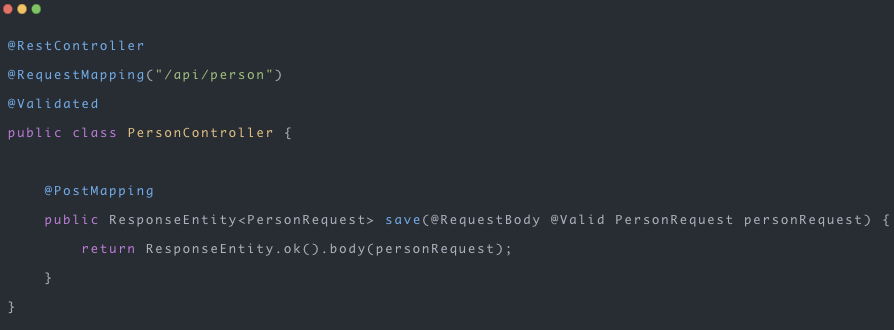 @RestController
@RequestMapping("/api/person")
@Validated
public class PersonController {
@PostMapping
public ResponseEntity<PersonRequest> save(@RequestBody @Valid PersonRequest personRequest) {
return ResponseEntity.ok().body(personRequest);
}
}